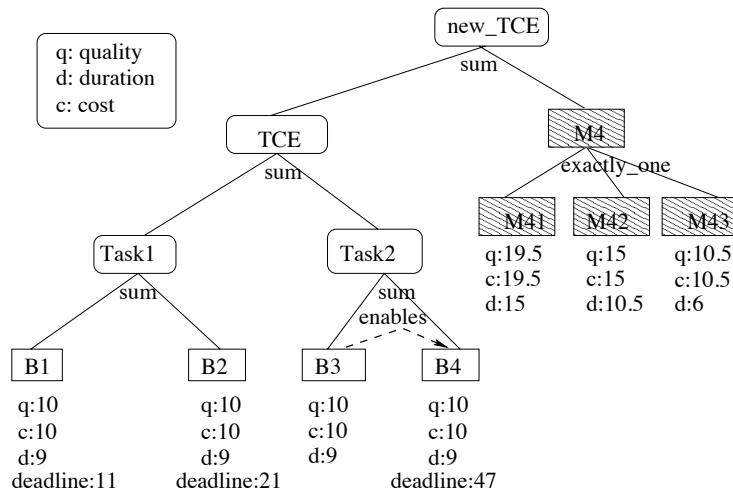 new_TCE
sum
q: quality
d: duration
c: cost
TCE
sum
M4
exactly_one
M41
M42
M43
q:19.5
c:19.5
d:15
q:15
c:15
d:10.5
q:10.5
c:10.5
d:6
Task1
sum
Task2
sum
enables
B1
B2
B3
B4
q:10
c:10
d:9
deadline:11
q:10
c:10
d:9
deadline:21
q:10
c:10
d:9
q:10
c:10
d:9
deadline:47